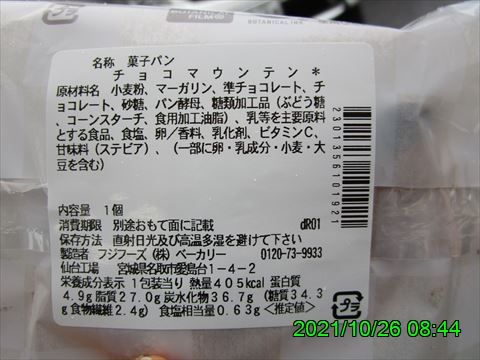 BOTANICAL INK
BOTANICAL
FILM
名称 菓子パン
チョコマウンテン＊
原材料名 小麦粉、マーガリン、準チョコレート、チ
ョコレート、砂糖、パン酵母、糖類加工品（ぶどう糖
、コーンスターチ、食用加工油脂）、乳等を主要原料
とする食品、食塩、卵／香料、乳化剤、ビタミンC、
甘味料（ステビア）、（一部に卵・乳成分・小麦・大
豆を含む）
2301356101921
内容量 1個
消費期限 別途おもて面に記載 dR01
保存方法 直射日光及び高温多湿を避けて下さい
製造者 フジフーズ（株）ベーカリー 0120-73-9933
仙台工場 宮城県名取市愛島台1-4-2
栄養成分表示 1包装当り 熱量405kcal 蛋白質
4.9g 脂質27.0g 炭水化物36.7g （糖質34.3
g 食物繊維2.4g） 食塩相当量0.63g <推定値>
プラ
2021/10/26 08:44